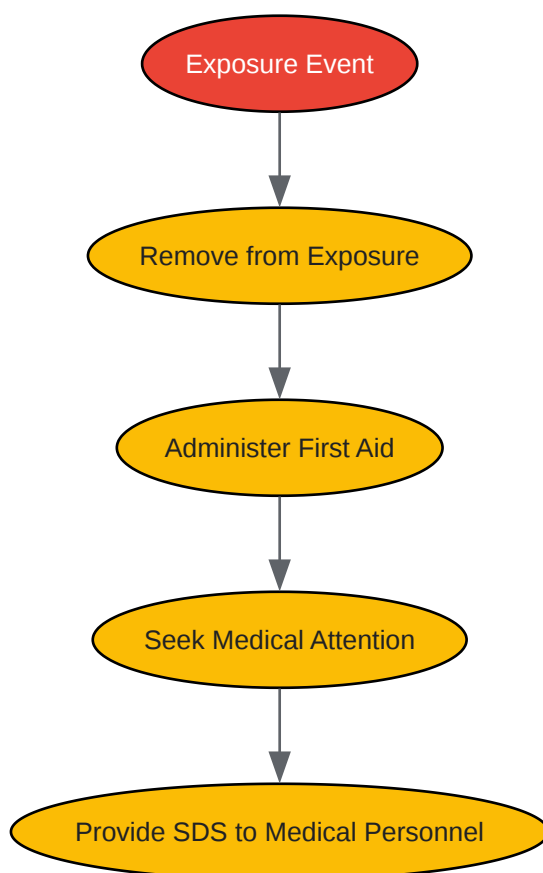 Exposure Event
Remove from Exposure
Administer First Aid
Seek Medical Attention
Provide SDS to Medical Personnel